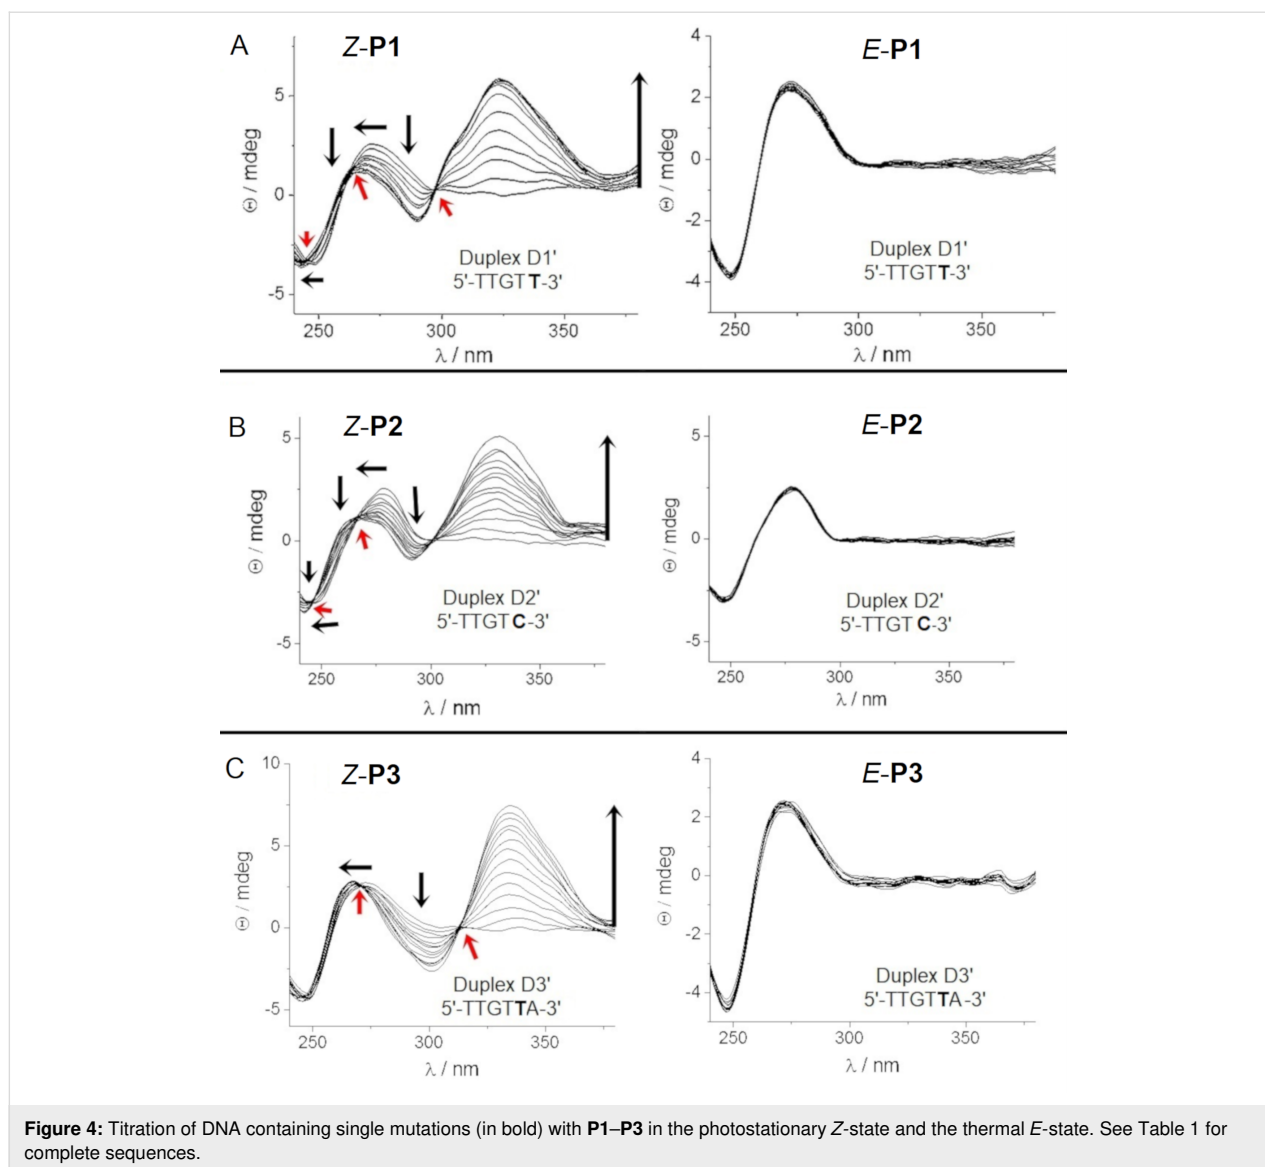 A
Z-P1
E-P1
5
0
-5
Θ / mdeg
250
300
350
λ / nm
Duplex D1'
5'-TTGTT-3'
4
2
0
-2
-4
Θ / mdeg
250
300
350
λ / nm
Duplex D1'
5'-TTGTT-3'
B
Z-P2
E-P2
5
0
-5
Θ / mdeg
250
300
350
λ / nm
Duplex D2'
5'-TTGTC-3'
5
0
-5
Θ / mdeg
250
300
350
λ / nm
Duplex D2'
5'-TTGT C-3'
C
Z-P3
E-P3
10
5
0
-5
Θ / mdeg
250
300
350
λ / nm
Duplex D3'
5'-TTGTTA-3'
4
2
0
-2
-4
Θ / mdeg
250
300
350
λ / nm
Duplex D3'
5'-TTGTTA-3'
Figure 4: Titration of DNA containing single mutations (in bold) with P1–P3 in the photostationary Z-state and the thermal E-state. See Table 1 for
complete sequences.